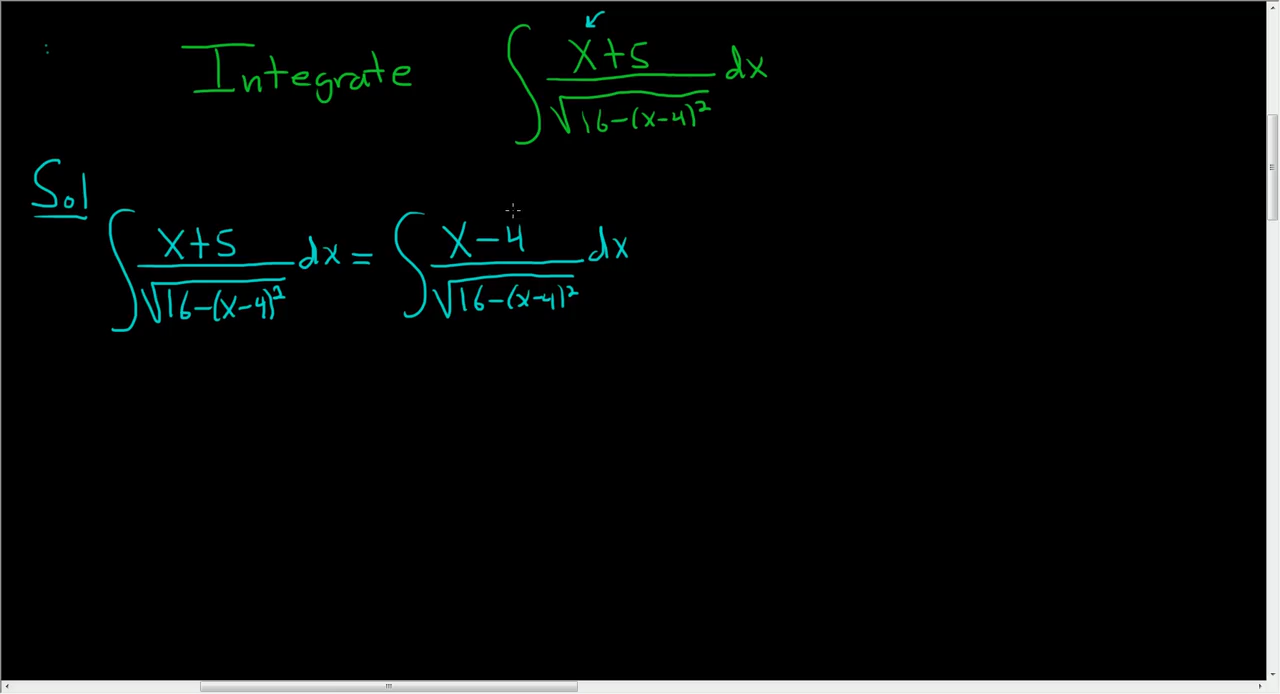 Integrate ∫ (x+5)/√(16-(x-4)²) dx
Sol
∫ (x+5)/√(16-(x-4)²) dx = ∫ (x-4)/√(16-(x-4)²) dx